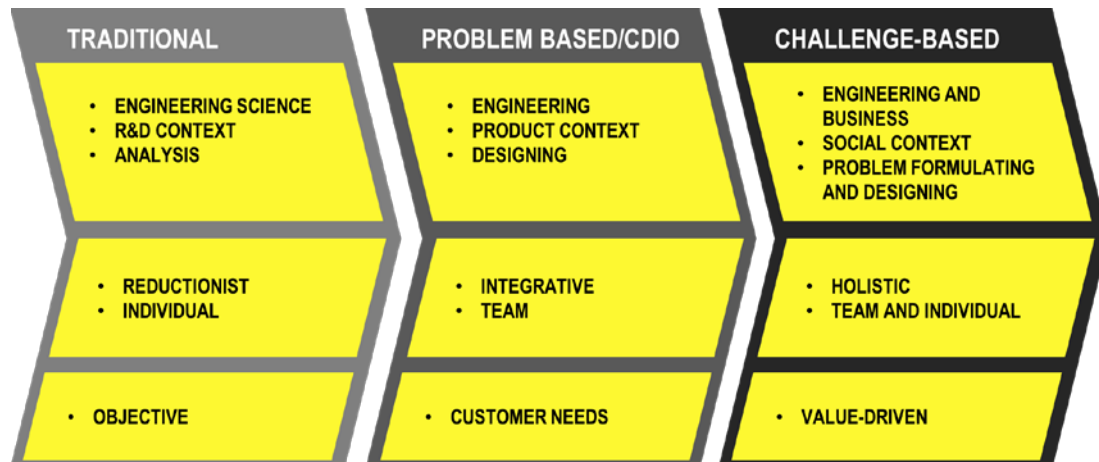 TRADITIONAL
• ENGINEERING SCIENCE
• R&D CONTEXT
• ANALYSIS
• REDUCTIONIST
• INDIVIDUAL
• OBJECTIVE
PROBLEM BASED/CDIO
• ENGINEERING
• PRODUCT CONTEXT
• DESIGNING
• INTEGRATIVE
• TEAM
• CUSTOMER NEEDS
CHALLENGE-BASED
• ENGINEERING AND
BUSINESS
• SOCIAL CONTEXT
• PROBLEM FORMULATING
AND DESIGNING
• HOLISTIC
• TEAM AND INDIVIDUAL
• VALUE-DRIVEN